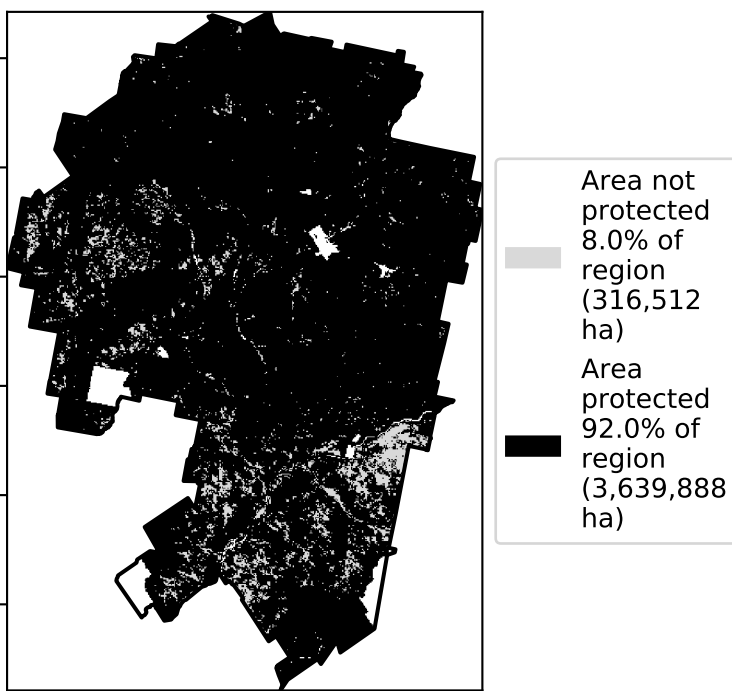 Area not
protected
8.0% of
region
(316,512
ha)
Area
protected
92.0% of
region
(3,639,888
ha)